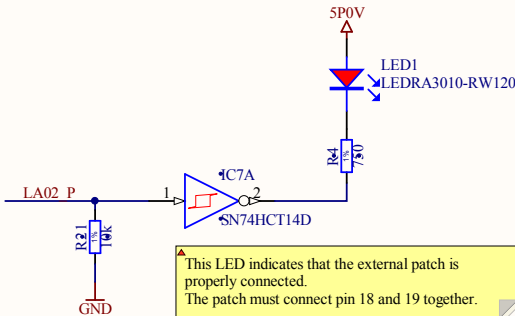 5P0V
LED1
LEDRA3010-RW120
R4
1%
750
IC7A
LA02_P
1
2
SN74HCT14D
R21
1%
10k
GND
This LED indicates that the external patch is
properly connected.
The patch must connect pin 18 and 19 together.